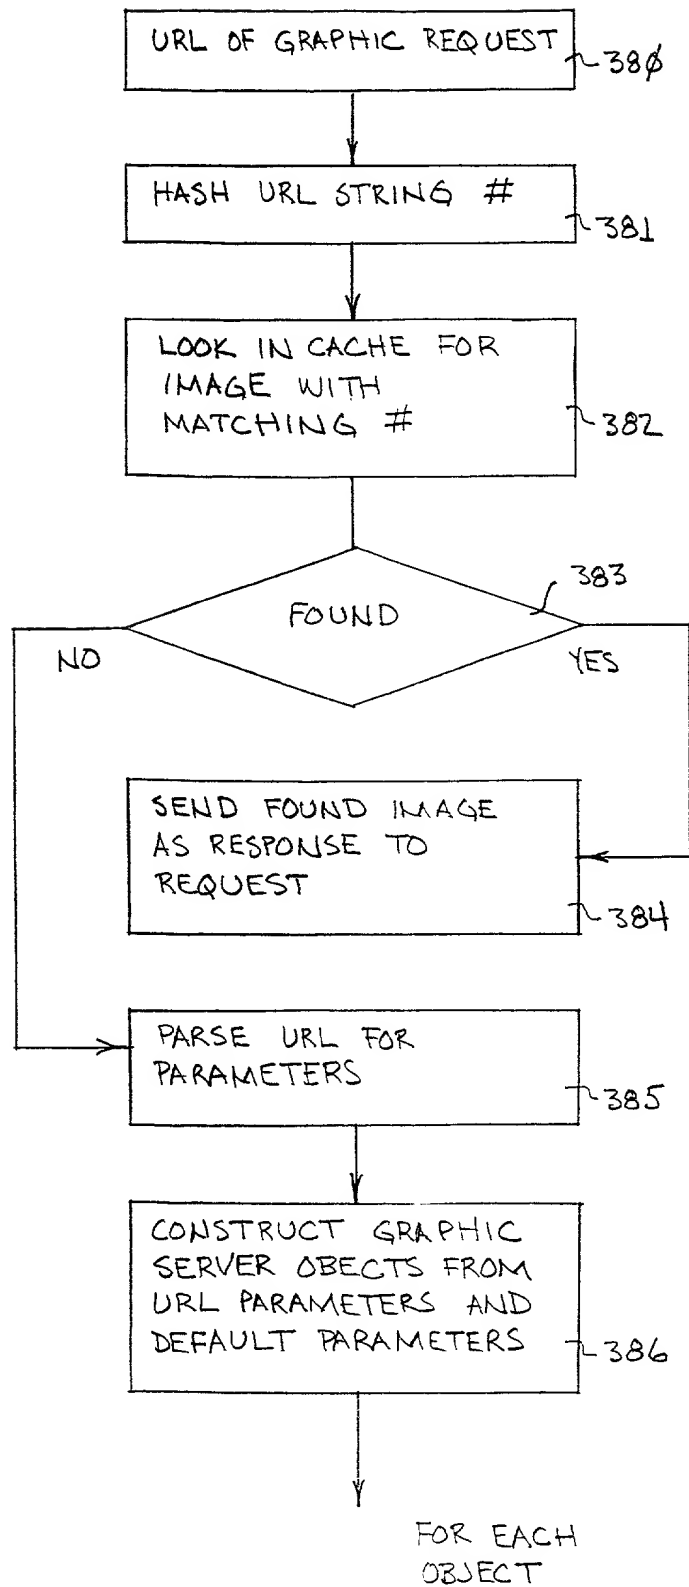 URL OF GRAPHIC REQUEST
380
HASH URL STRING #
381
LOOK IN CACHE FOR
IMAGE WITH
MATCHING #
382
383
FOUND
NO
YES
SEND FOUND IMAGE
AS RESPONSE TO
REQUEST
384
PARSE URL FOR
PARAMETERS
385
CONSTRUCT GRAPHIC
SERVER OBECTS FROM
URL PARAMETERS AND
DEFAULT PARAMETERS
386
FOR EACH
OBJECT